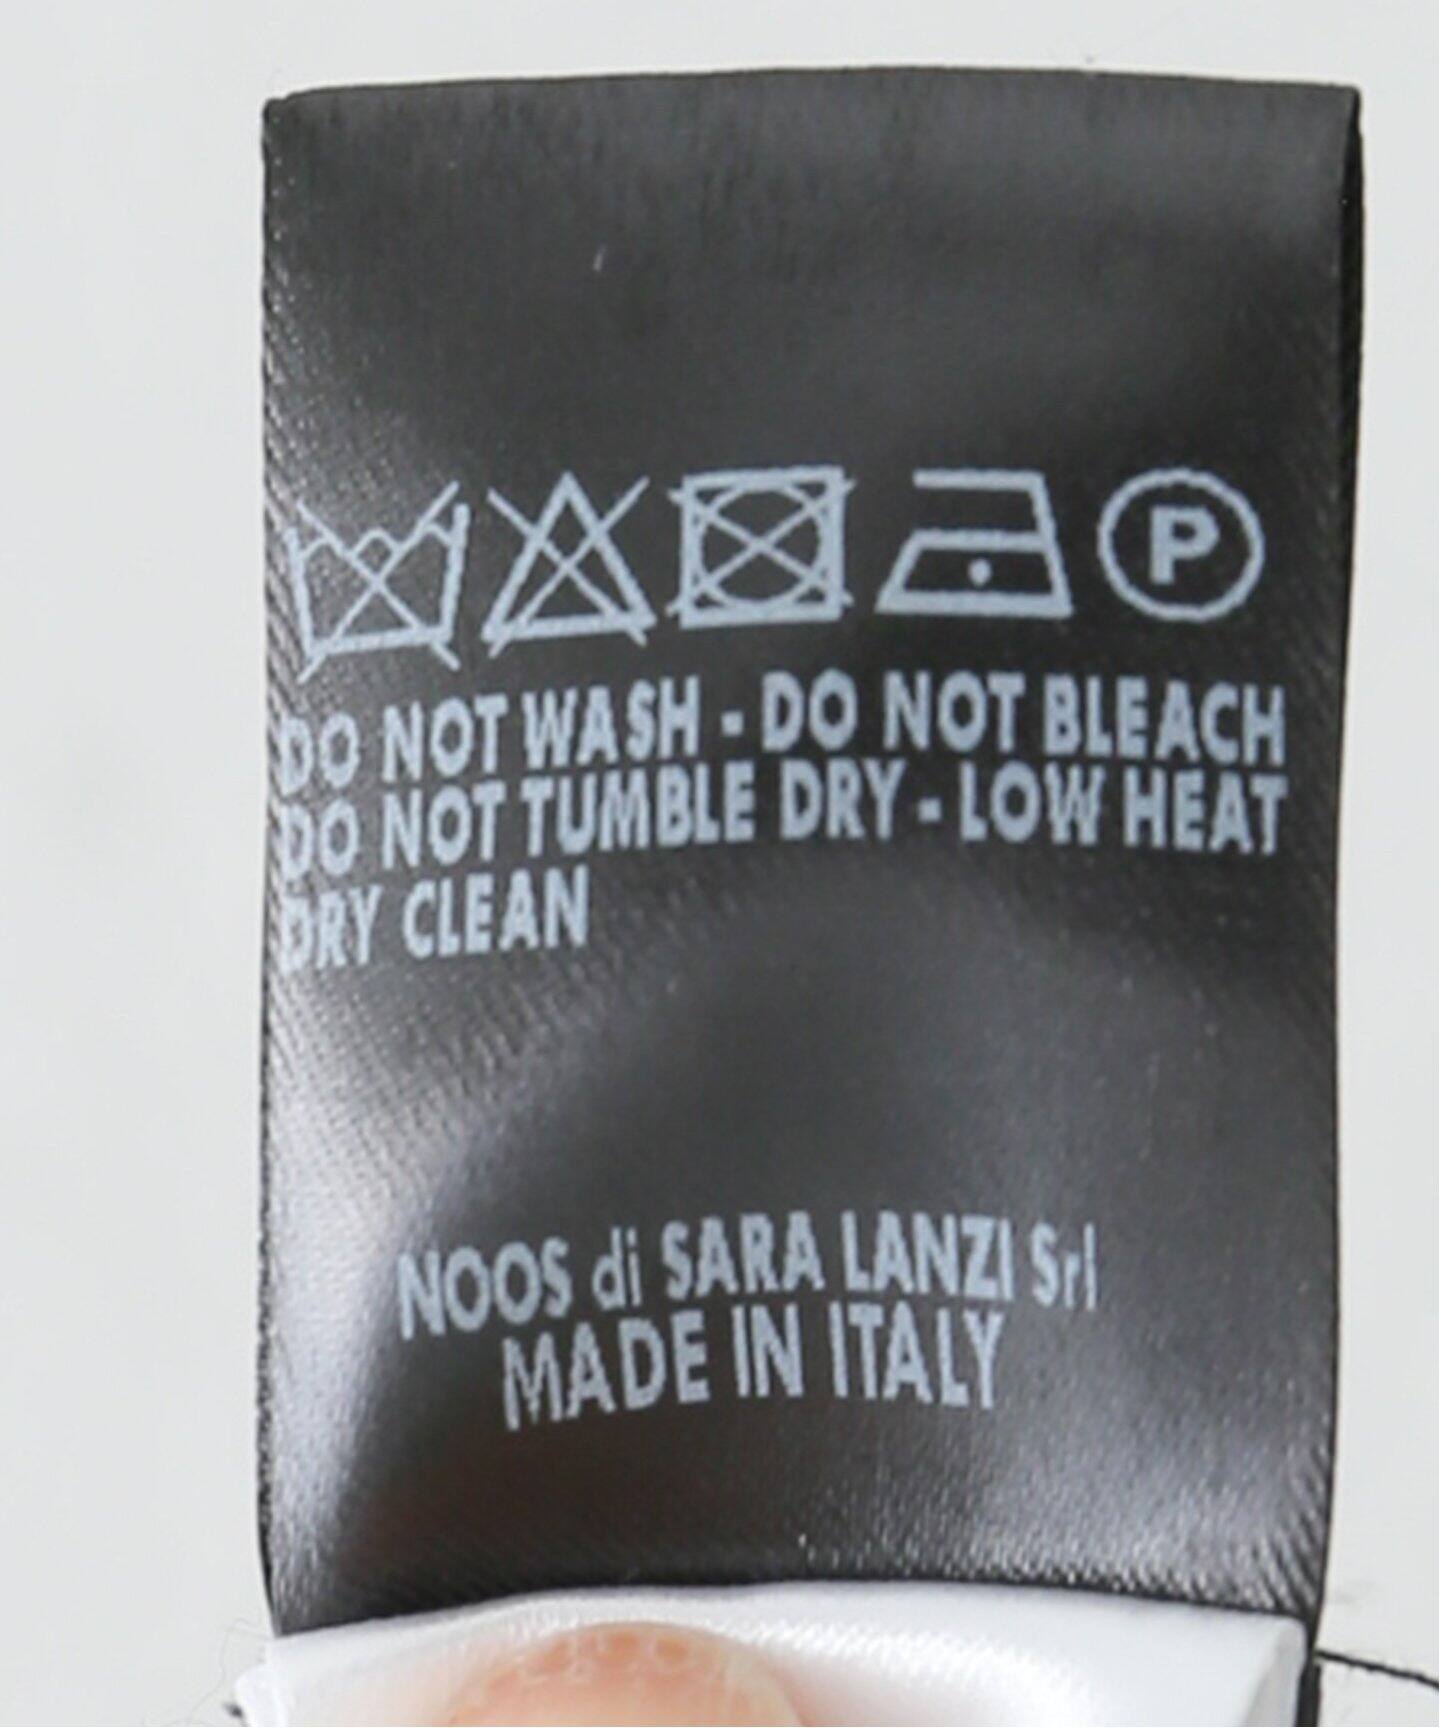 P
DO NOT WASH - DO NOT BLEACH
DO NOT TUMBLE DRY - LOW HEAT
DRY CLEAN
NOOS di SARA LANZI Srl
MADE IN ITALY